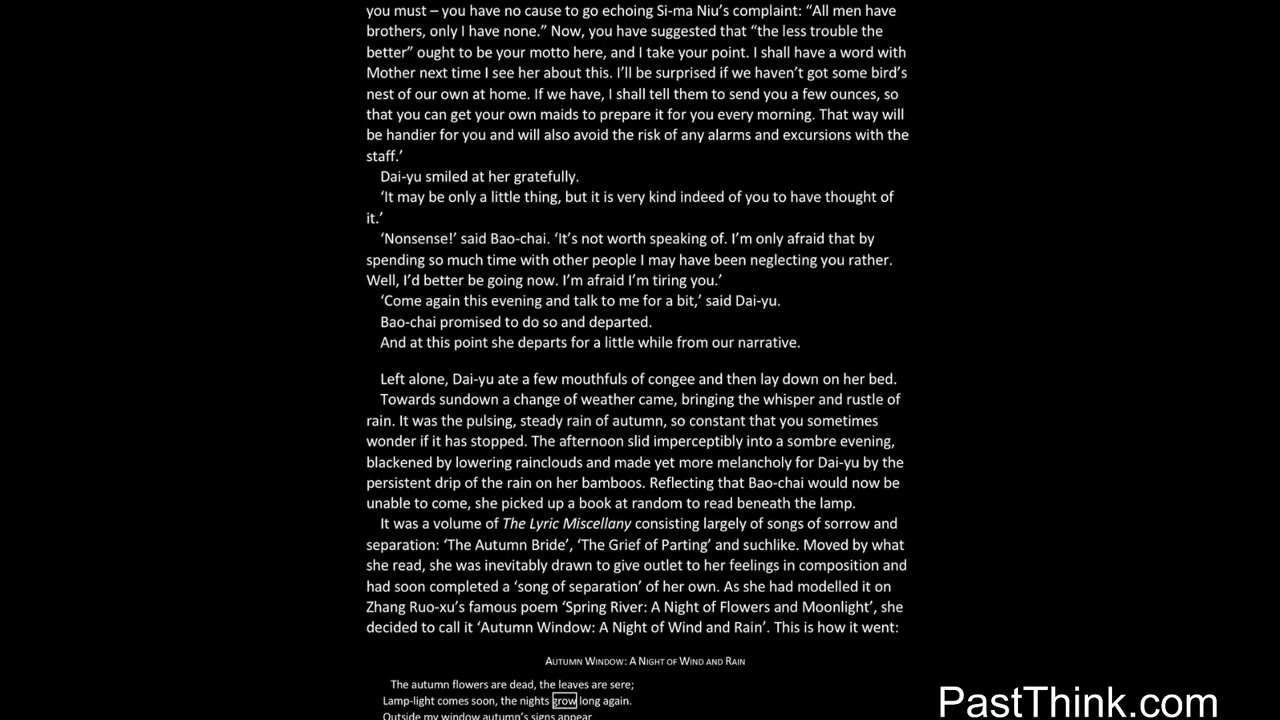 you must – you have no cause to go echoing Si-ma Niu’s complaint: “All men have
brothers, only I have none.” Now, you have suggested that “the less trouble the
better” ought to be your motto here, and I take your point. I shall have a word with
Mother next time I see her about this. I’ll be surprised if we haven’t got some bird’s
nest of our own at home. If we have, I shall tell them to send you a few ounces, so
that you can get your own maids to prepare it for you every morning. That way will
be handier for you and will also avoid the risk of any alarms and excursions with the
staff.’
Dai-yu smiled at her gratefully.
‘It may be only a little thing, but it is very kind indeed of you to have thought of
it.’
‘Nonsense!’ said Bao-chai. ‘It’s not worth speaking of. I’m only afraid that by
spending so much time with other people I may have been neglecting you rather.
Well, I’d better be going now. I’m afraid I’m tiring you.’
‘Come again this evening and talk to me for a bit,’ said Dai-yu.
Bao-chai promised to do so and departed.
And at this point she departs for a little while from our narrative.
Left alone, Dai-yu ate a few mouthfuls of congee and then lay down on her bed.
Towards sundown a change of weather came, bringing the whisper and rustle of
rain. It was the pulsing, steady rain of autumn, so constant that you sometimes
wonder if it has stopped. The afternoon slid imperceptibly into a sombre evening,
blackened by lowering rainclouds and made yet more melancholy for Dai-yu by the
persistent drip of the rain on her bamboos. Reflecting that Bao-chai would now be
unable to come, she picked up a book at random to read beneath the lamp.
It was a volume of The Lyric Miscellany consisting largely of songs of sorrow and
separation: ‘The Autumn Bride’, ‘The Grief of Parting’ and suchlike. Moved by what
she read, she was inevitably drawn to give outlet to her feelings in composition and
had soon completed a ‘song of separation’ of her own. As she had modelled it on
Zhang Ruo-xu’s famous poem ‘Spring River: A Night of Flowers and Moonlight’, she
decided to call it ‘Autumn Window: A Night of Wind and Rain’. This is how it went:
AUTUMN WINDOW: A NIGHT OF WIND AND RAIN
The autumn flowers are dead, the leaves are sere;
Lamp-light comes soon, the nights grow long again.
Outside my window autumn’s signs appear
PastThink.com